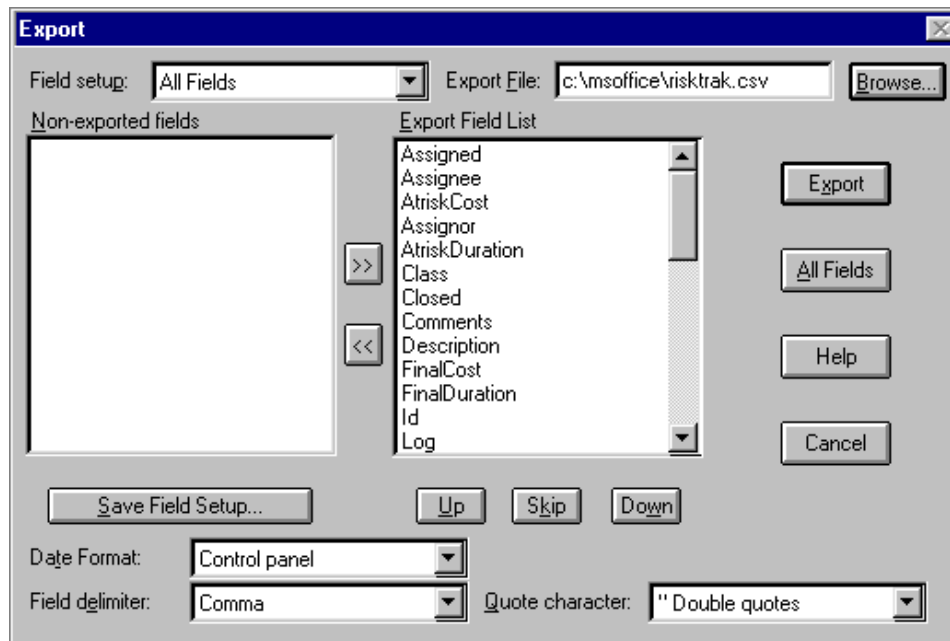 Export
Field setup: All Fields Export File: c:\msoffice\risktrak.csv Browse...
Non-exported fields Export Field List
Assigned
Assignee
AtriskCost
Assignor
AtriskDuration
Class
Closed
Comments
Description
FinalCost
FinalDuration
Id
Log
>>
<<
Export
All Fields
Help
Cancel
Save Field Setup... Up Skip Down
Date Format: Control panel
Field delimiter: Comma Quote character: " Double quotes